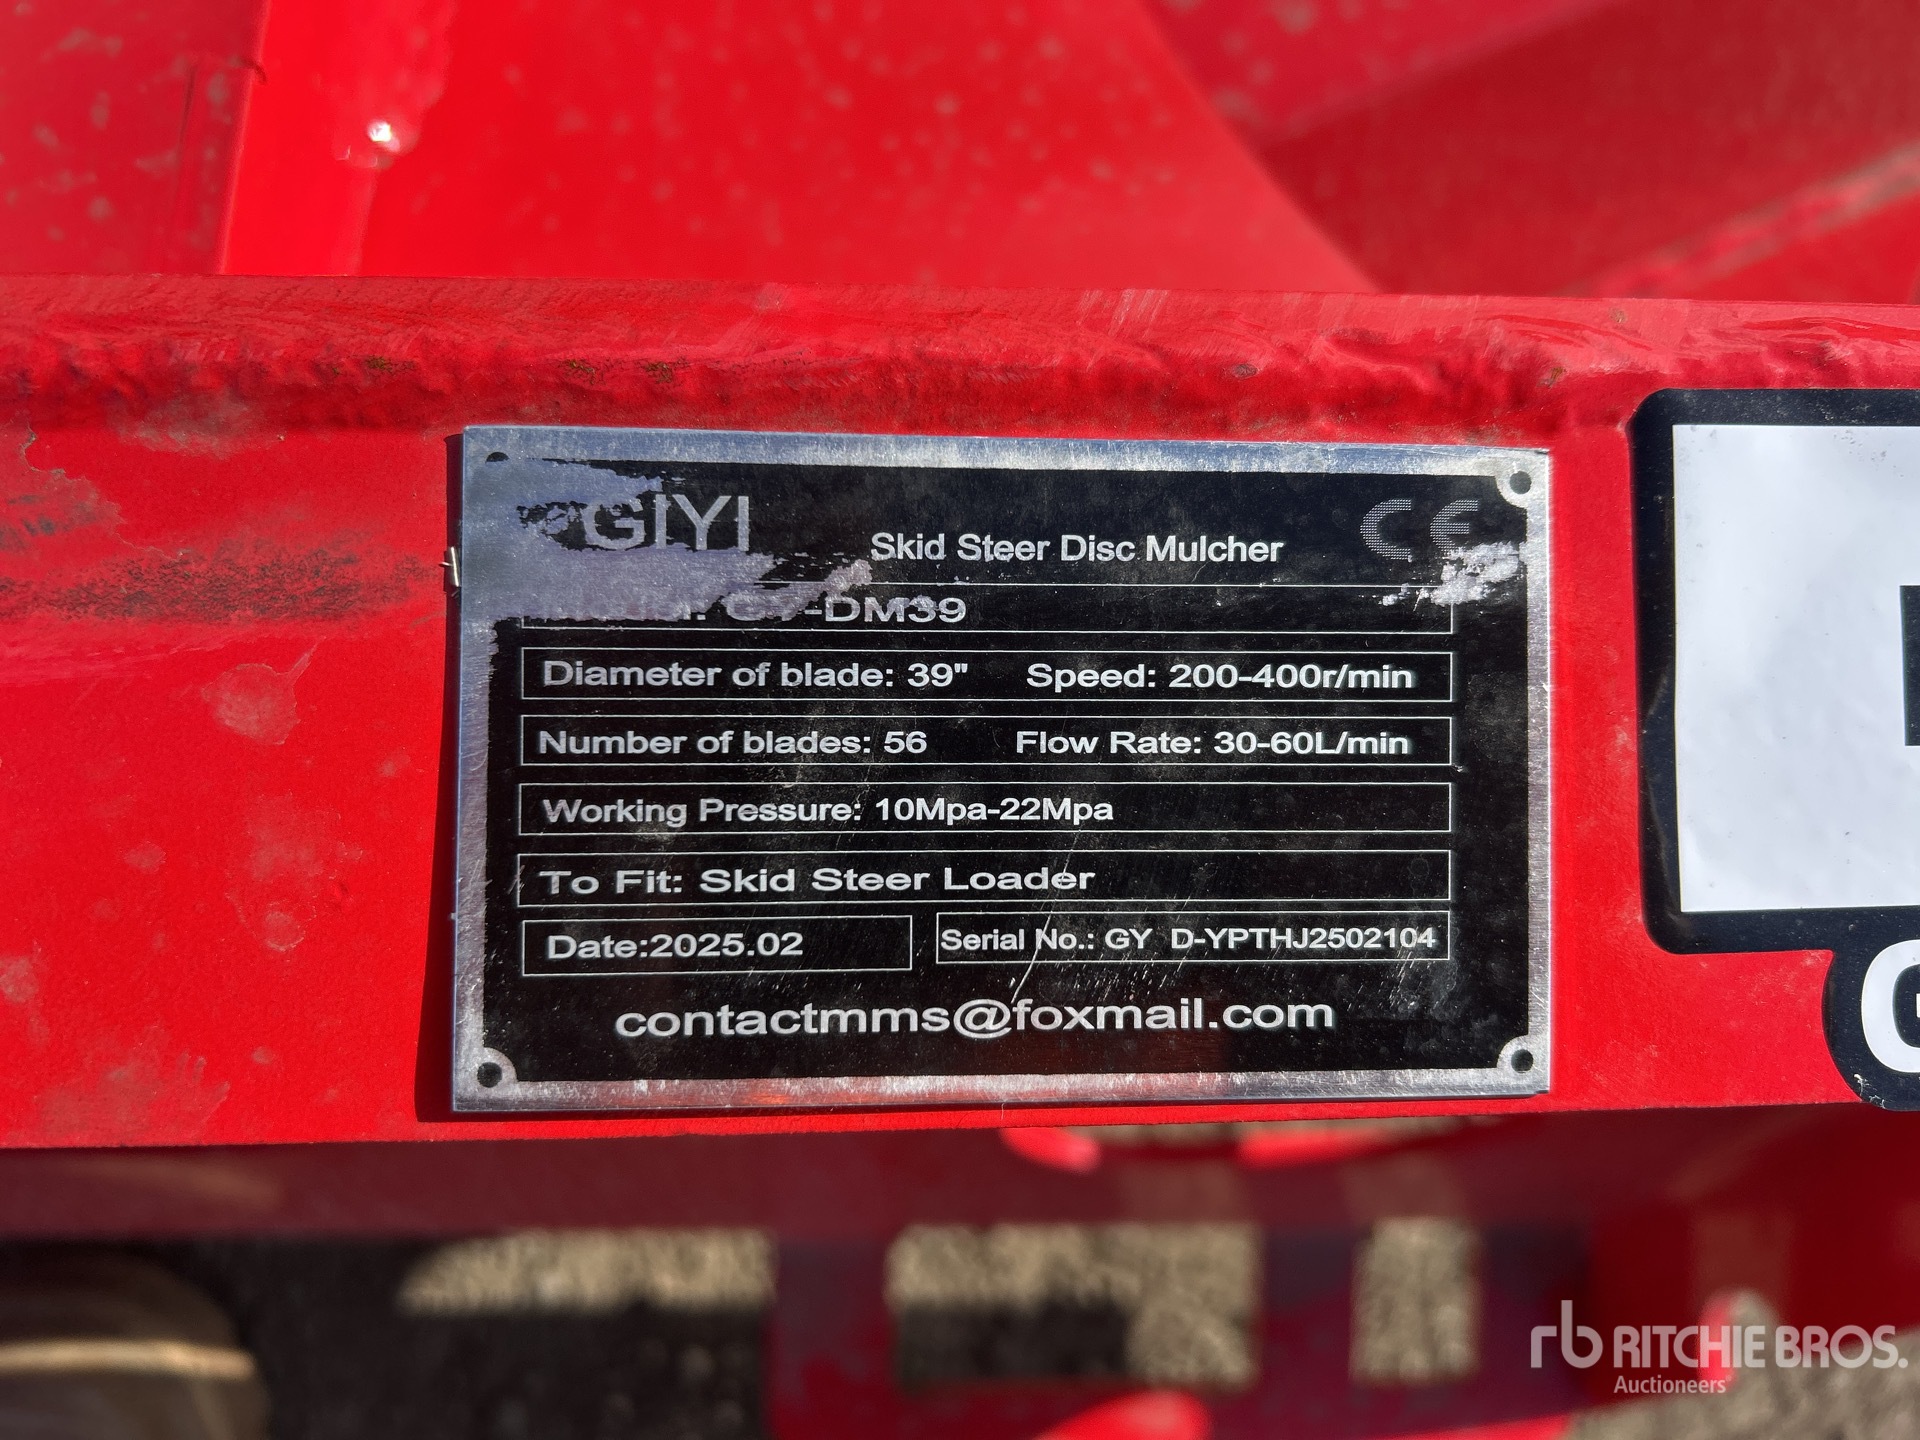 GIYI
CE
Skid Steer Disc Mulcher
GY-DM39
Diameter of blade: 39" Speed: 200-400r/min
Number of blades: 56 Flow Rate: 30-60L/min
Working Pressure: 10Mpa-22Mpa
To Fit: Skid Steer Loader
Date:2025.02 Serial No.: GY D-YPTHJ2502104
contactmms@foxmail.com
G
rb RITCHIE BROS.
Auctioneers